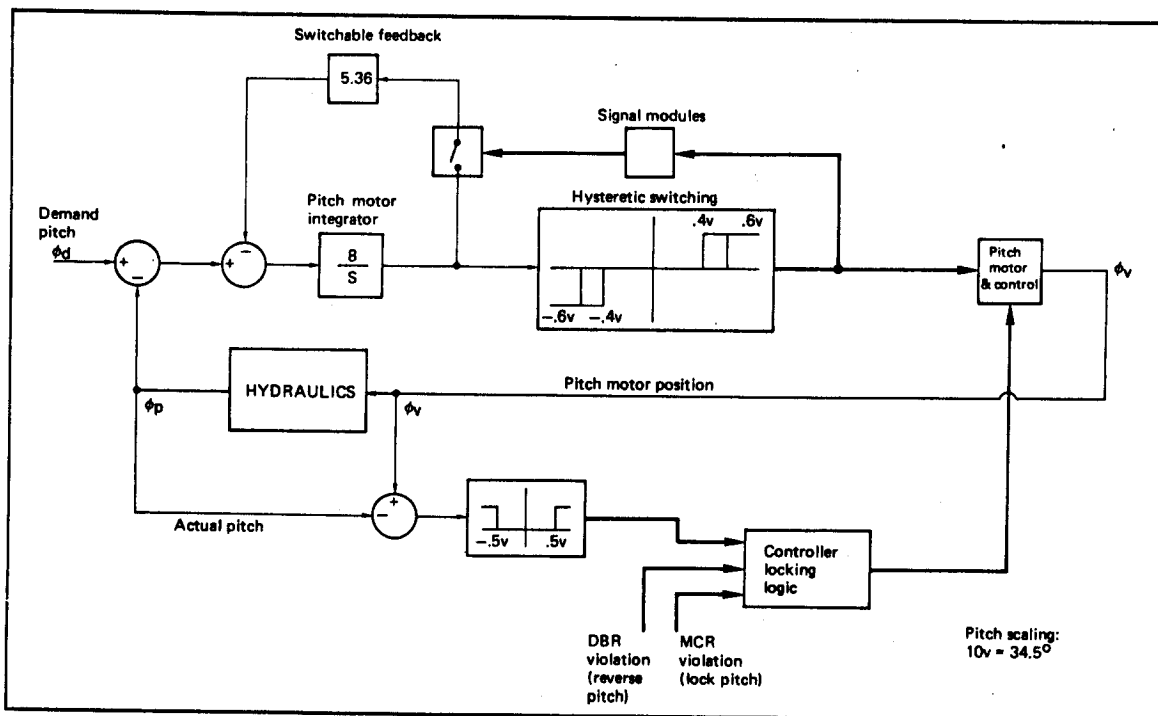 Switchable feedback
5.36
Signal modules
Hysteretic switching
.4v .6v
-.6v -.4v
Pitch motor
integrator
8
S
Demand
pitch
ϕd
+
-
+
-
Pitch
motor
& control
ϕv
HYDRAULICS
Pitch motor position
ϕp
ϕv
+
-
Actual pitch
-.5v .5v
Controller
locking
logic
DBR
violation
(reverse
pitch)
MCR
violation
(lock pitch)
Pitch scaling:
10v = 34.5°